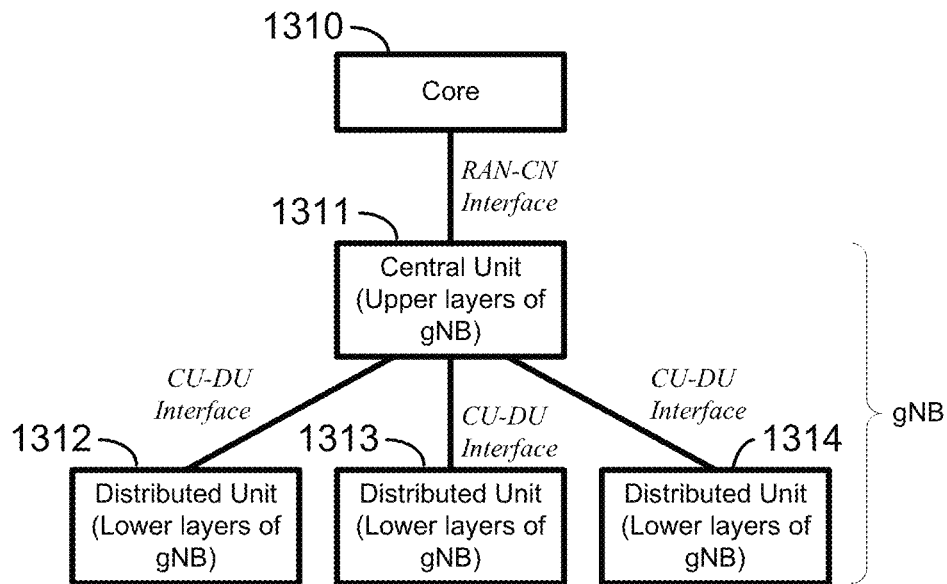 1310
Core
RAN-CN
Interface
1311
Central Unit
(Upper layers of
gNB)
CU-DU
Interface
CU-DU
Interface
CU-DU
Interface
gNB
1312
Distributed Unit
(Lower layers of
gNB)
1313
Distributed Unit
(Lower layers of
gNB)
1314
Distributed Unit
(Lower layers of
gNB)